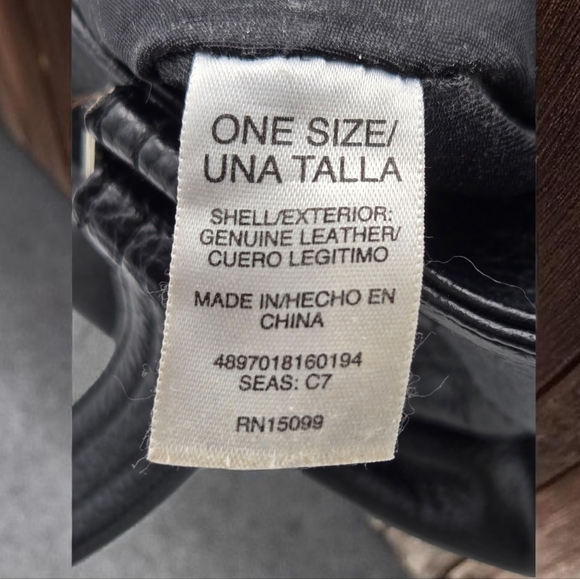 ONE SIZE/
UNA TALLA
SHELL/EXTERIOR:
GENUINE LEATHER/
CUERO LEGITIMO
MADE IN/HECHO EN
CHINA
4897018160194
SEAS: C7
RN15099